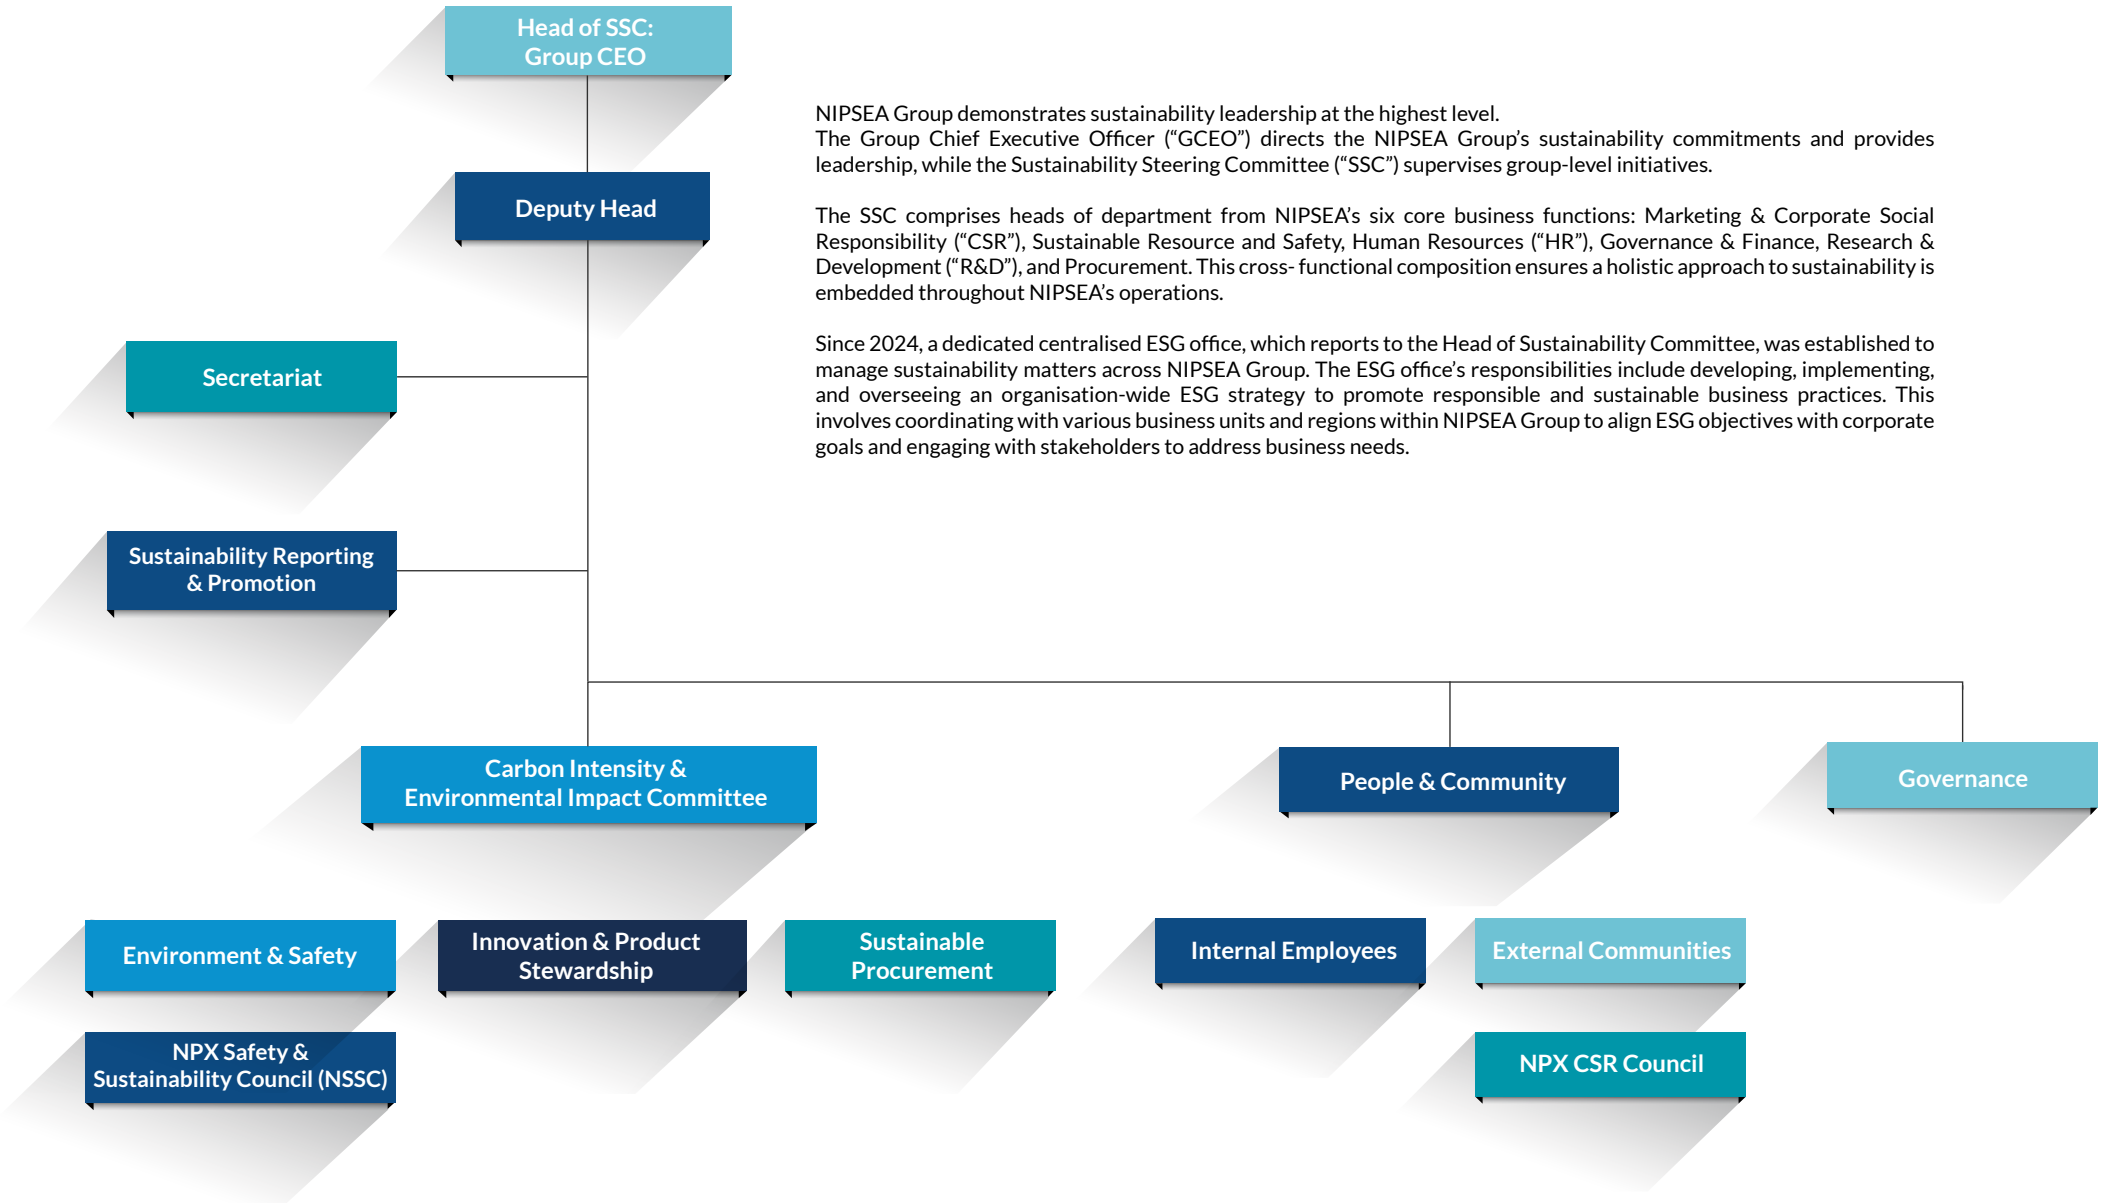 Head of SSC:
Group CEO
NIPSEA Group demonstrates sustainability leadership at the highest level.
The Group Chief Executive Officer (“GCEO”) directs the NIPSEA Group’s sustainability commitments and provides
leadership, while the Sustainability Steering Committee (“SSC”) supervises group-level initiatives.
The SSC comprises heads of department from NIPSEA’s six core business functions: Marketing & Corporate Social
Responsibility (“CSR”), Sustainable Resource and Safety, Human Resources (“HR”), Governance & Finance, Research &
Development (“R&D”), and Procurement. This cross- functional composition ensures a holistic approach to sustainability is
embedded throughout NIPSEA’s operations.
Since 2024, a dedicated centralised ESG office, which reports to the Head of Sustainability Committee, was established to
manage sustainability matters across NIPSEA Group. The ESG office’s responsibilities include developing, implementing,
and overseeing an organisation-wide ESG strategy to promote responsible and sustainable business practices. This
involves coordinating with various business units and regions within NIPSEA Group to align ESG objectives with corporate
goals and engaging with stakeholders to address business needs.
Deputy Head
Secretariat
Sustainability Reporting
& Promotion
Carbon Intensity &
Environmental Impact Committee
People & Community
Governance
Environment & Safety
Innovation & Product
Stewardship
Sustainable
Procurement
Internal Employees
External Communities
NPX Safety &
Sustainability Council (NSSC)
NPX CSR Council